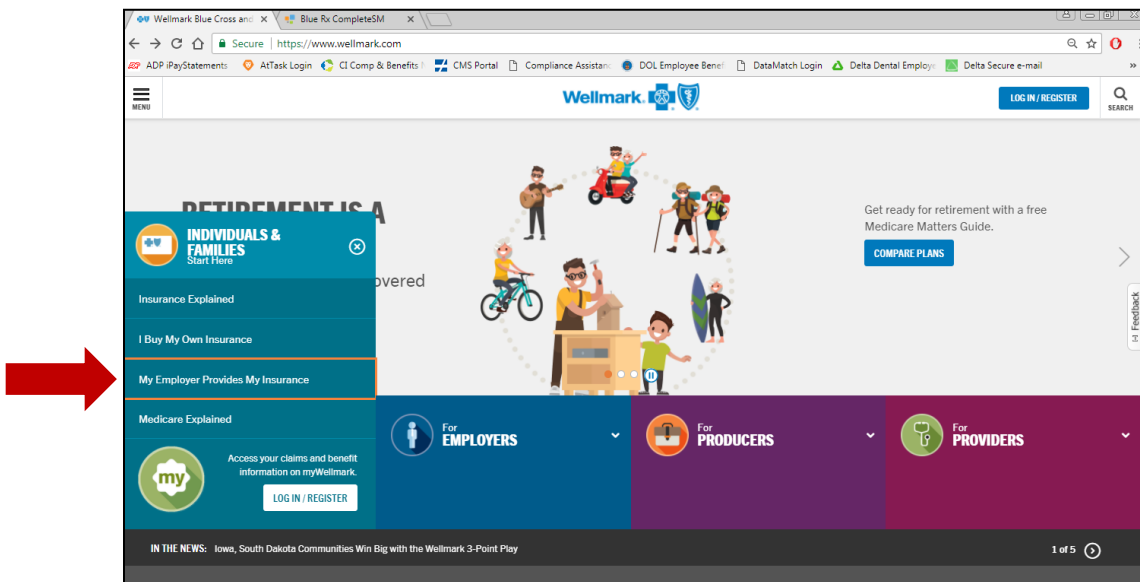 Wellmark Blue Cross and
Blue Rx CompleteSM
Secure | https://www.wellmark.com
ADP iPayStatements
AtTask Login
CI Comp & Benefits
CMS Portal
Compliance Assistanc
DOL Employee Benef
DataMatch Login
Delta Dental Employe
Delta Secure e-mail
MENU
Wellmark.
LOG IN / REGISTER
SEARCH
RETIREMENT IS A
overed
Get ready for retirement with a free
Medicare Matters Guide.
COMPARE PLANS
Feedback
INDIVIDUALS &
FAMILIES
Start Here
Insurance Explained
I Buy My Own Insurance
My Employer Provides My Insurance
Medicare Explained
my
Access your claims and benefit
information on myWellmark.
LOG IN / REGISTER
For
EMPLOYERS
For
PRODUCERS
For
PROVIDERS
IN THE NEWS: Iowa, South Dakota Communities Win Big with the Wellmark 3-Point Play
1 of 5